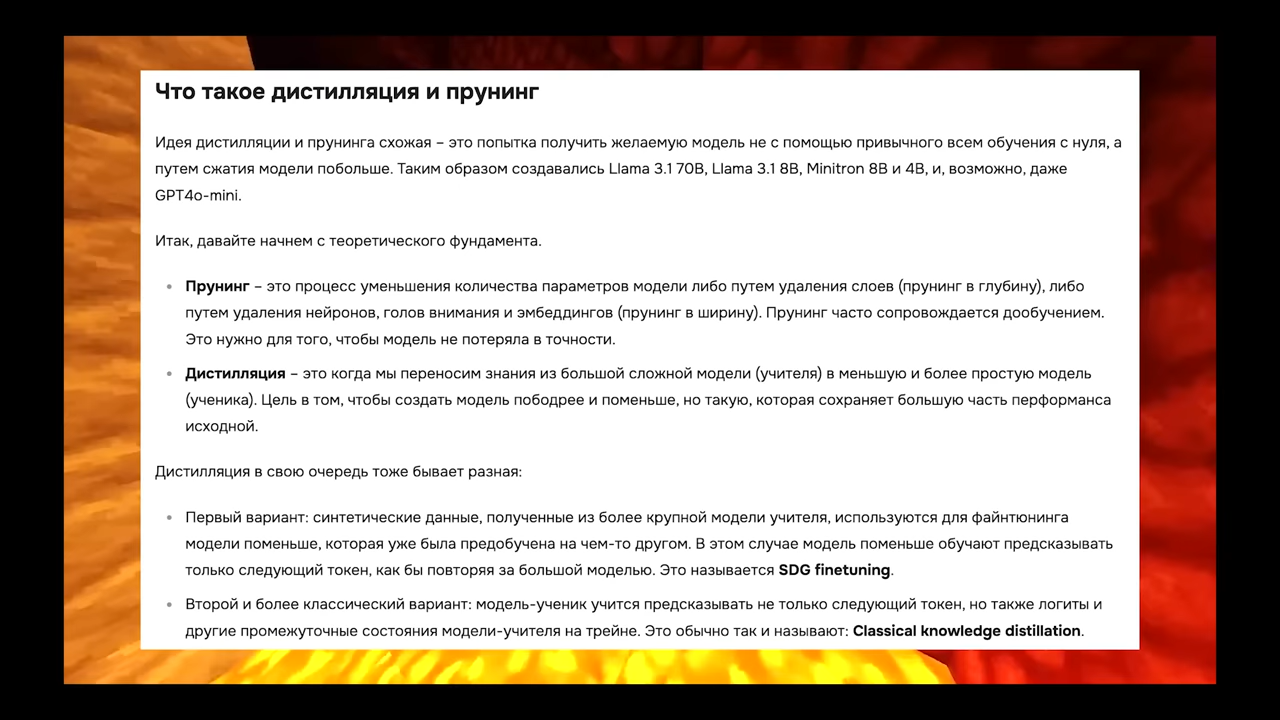 Что такое дистилляция и прунинг
Идея дистилляции и прунинга схожая – это попытка получить желаемую модель не с помощью привычного всем обучения с нуля, а
путем сжатия модели побольше. Таким образом создавались Llama 3.1 70B, Llama 3.1 8B, Minitron 8B и 4B, и, возможно, даже
GPT4o-mini.
Итак, давайте начнем с теоретического фундамента.
• Прунинг – это процесс уменьшения количества параметров модели либо путем удаления слоев (прунинг в глубину), либо
путем удаления нейронов, голов внимания и эмбеддингов (прунинг в ширину). Прунинг часто сопровождается дообучением.
Это нужно для того, чтобы модель не потеряла в точности.
• Дистилляция – это когда мы переносим знания из большой сложной модели (учителя) в меньшую и более простую модель
(ученика). Цель в том, чтобы создать модель пободрее и поменьше, но такую, которая сохраняет большую часть перформанса
исходной.
Дистилляция в свою очередь тоже бывает разная:
• Первый вариант: синтетические данные, полученные из более крупной модели учителя, используются для файнтюнинга
модели поменьше, которая уже была предобучена на чем-то другом. В этом случае модель поменьше обучают предсказывать
только следующий токен, как бы повторяя за большой моделью. Это называется SDG finetuning.
• Второй и более классический вариант: модель-ученик учится предсказывать не только следующий токен, но также логиты и
другие промежуточные состояния модели-учителя на трейне. Это обычно так и называют: Classical knowledge distillation.